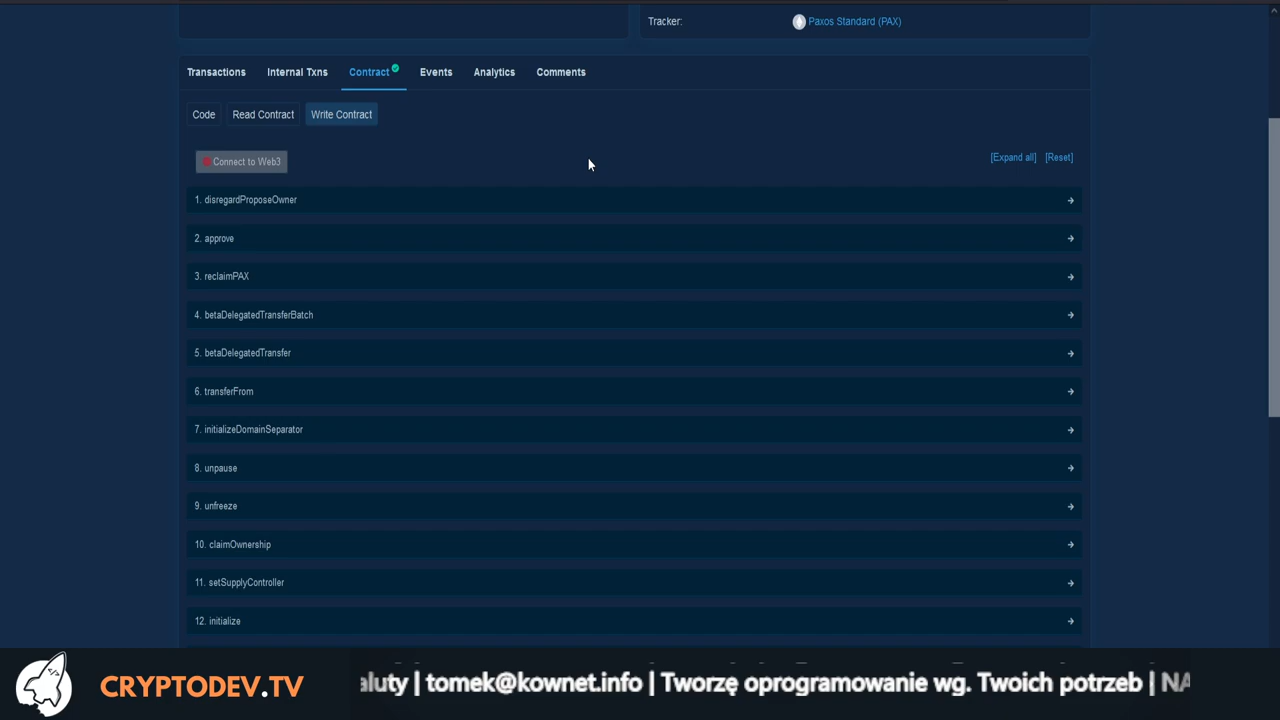 Tracker: Paxos Standard (PAX)
Transactions Internal Txns Contract Events Analytics Comments
Code Read Contract Write Contract
Connect to Web3 [Expand all] [Reset]
1. disregardProposeOwner
2. approve
3. reclaimPAX
4. betaDelegatedTransferBatch
5. betaDelegatedTransfer
6. transferFrom
7. initializeDomainSeparator
8. unpause
9. unfreeze
10. claimOwnership
11. setSupplyController
12. initialize
CRYPTODEV.TV aluty | tomek@kownet.info | Tworzę oprogramowanie wg. Twoich potrzeb | NA